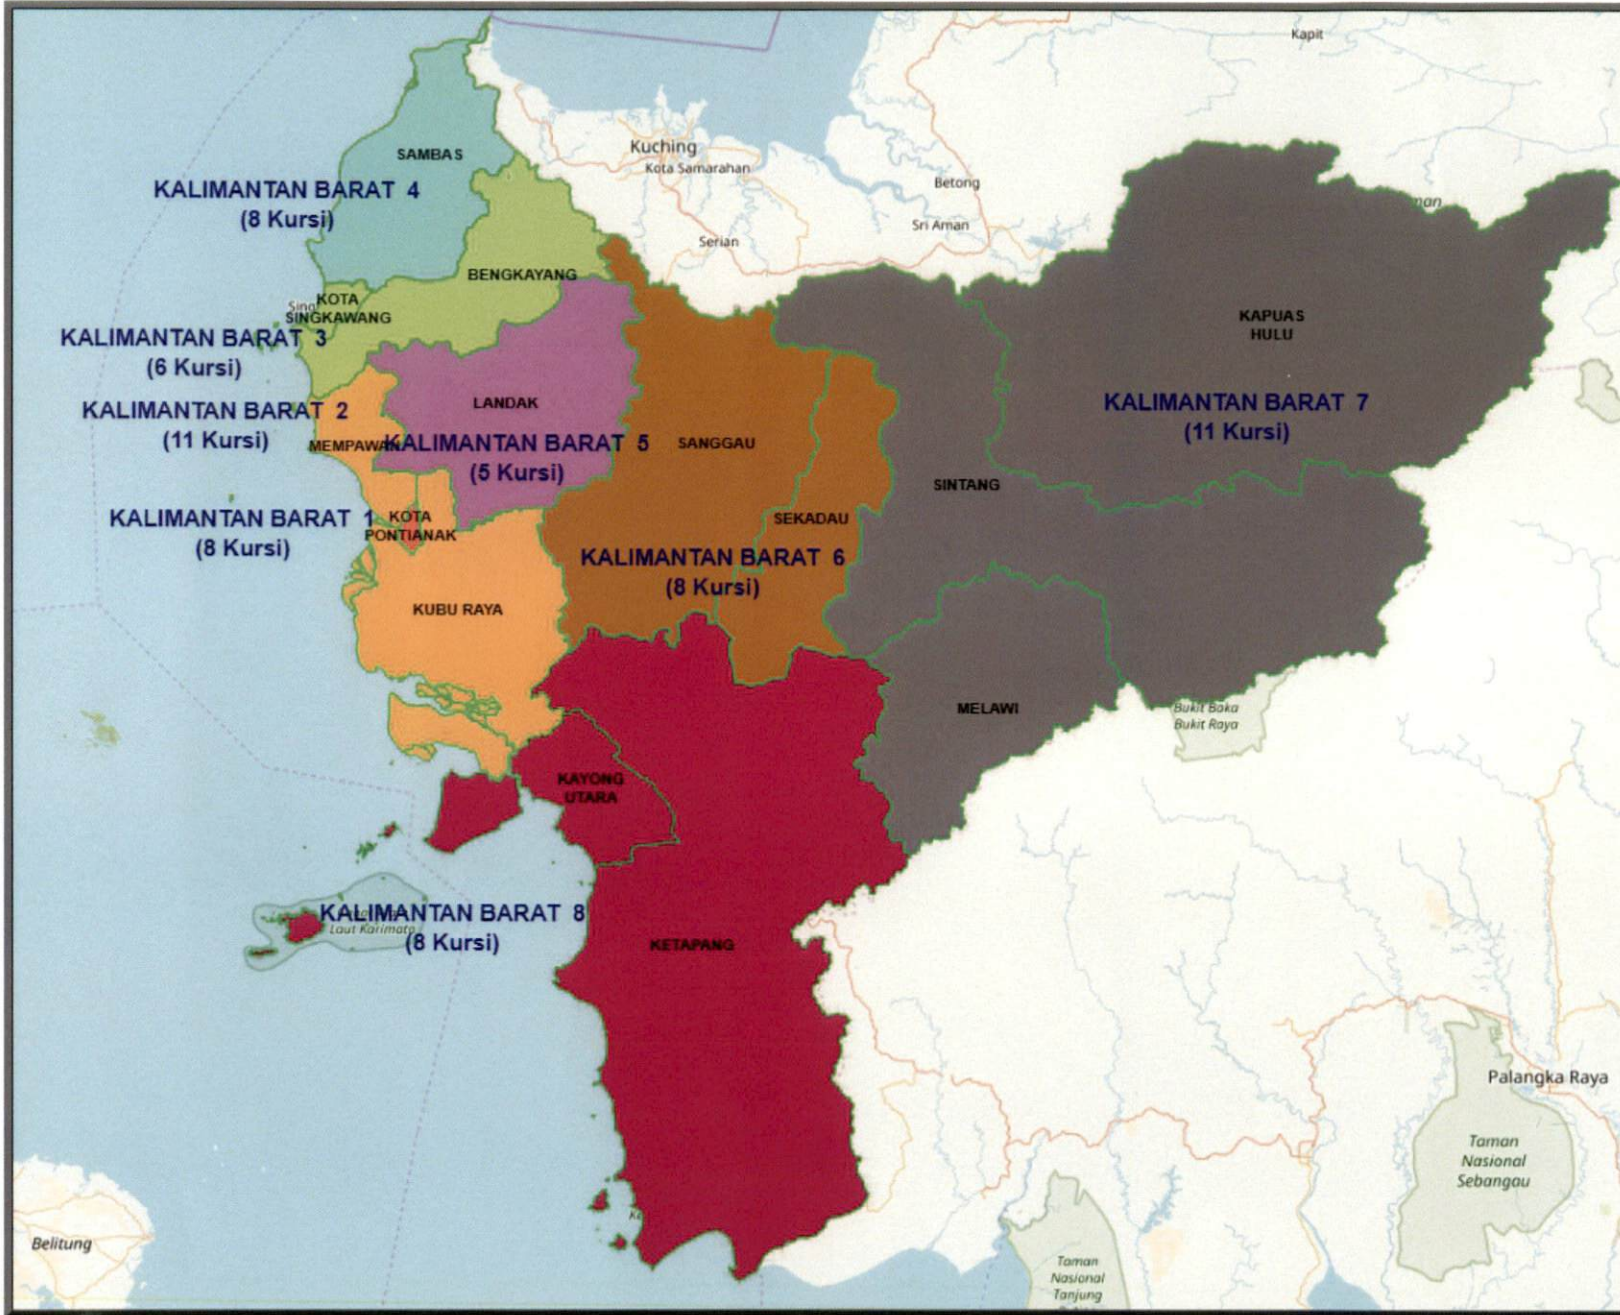 Kapit
Kuching
Kota Samarahan
SAMBAS
Betong
KALIMANTAN BARAT 4
(8 Kursi)
Sri Aman
Serian
BENGKAYANG
KOTA
SINGKAWANG
KAPUAS
HULU
KALIMANTAN BARAT 3
(6 Kursi)
LANDAK
KALIMANTAN BARAT 7
(11 Kursi)
KALIMANTAN BARAT 2
(11 Kursi)
MEMPAWAH
KALIMANTAN BARAT 5
(5 Kursi)
SANGGAU
SINTANG
KALIMANTAN BARAT 1
(8 Kursi)
KOTA
PONTIANAK
SEKADAU
KALIMANTAN BARAT 6
(8 Kursi)
KUBU RAYA
MELAWI
Bukit Baka
Bukit Raya
KAYONG
UTARA
KALIMANTAN BARAT 8
(8 Kursi)
Laut Karimata
KETAPANG
Palangka Raya
Taman
Nasional
Sebangau
Belitung
Taman
Nasional
Tanjung